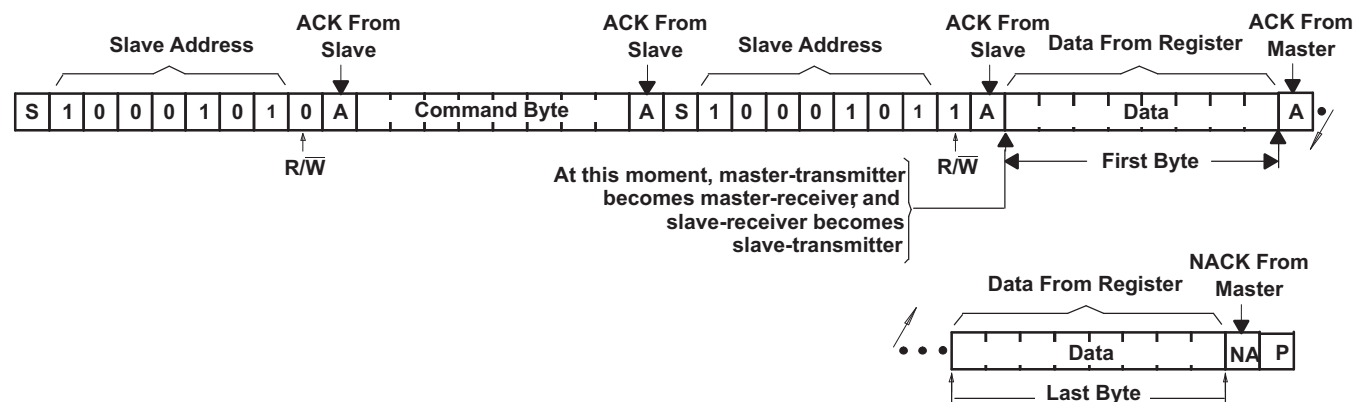 Slave Address
ACK From
Slave
ACK From
Slave
Slave Address
ACK From
Slave
Data From Register
ACK From
Master
S 1 0 0 0 1 0 1 0 A Command Byte A S 1 0 0 0 1 0 1 1 A Data A
R/W̅
R/W̅
First Byte
At this moment, master-transmitter
becomes master-receiver, and
slave-receiver becomes
slave-transmitter
Data From Register
NACK From
Master
Data NA P
Last Byte